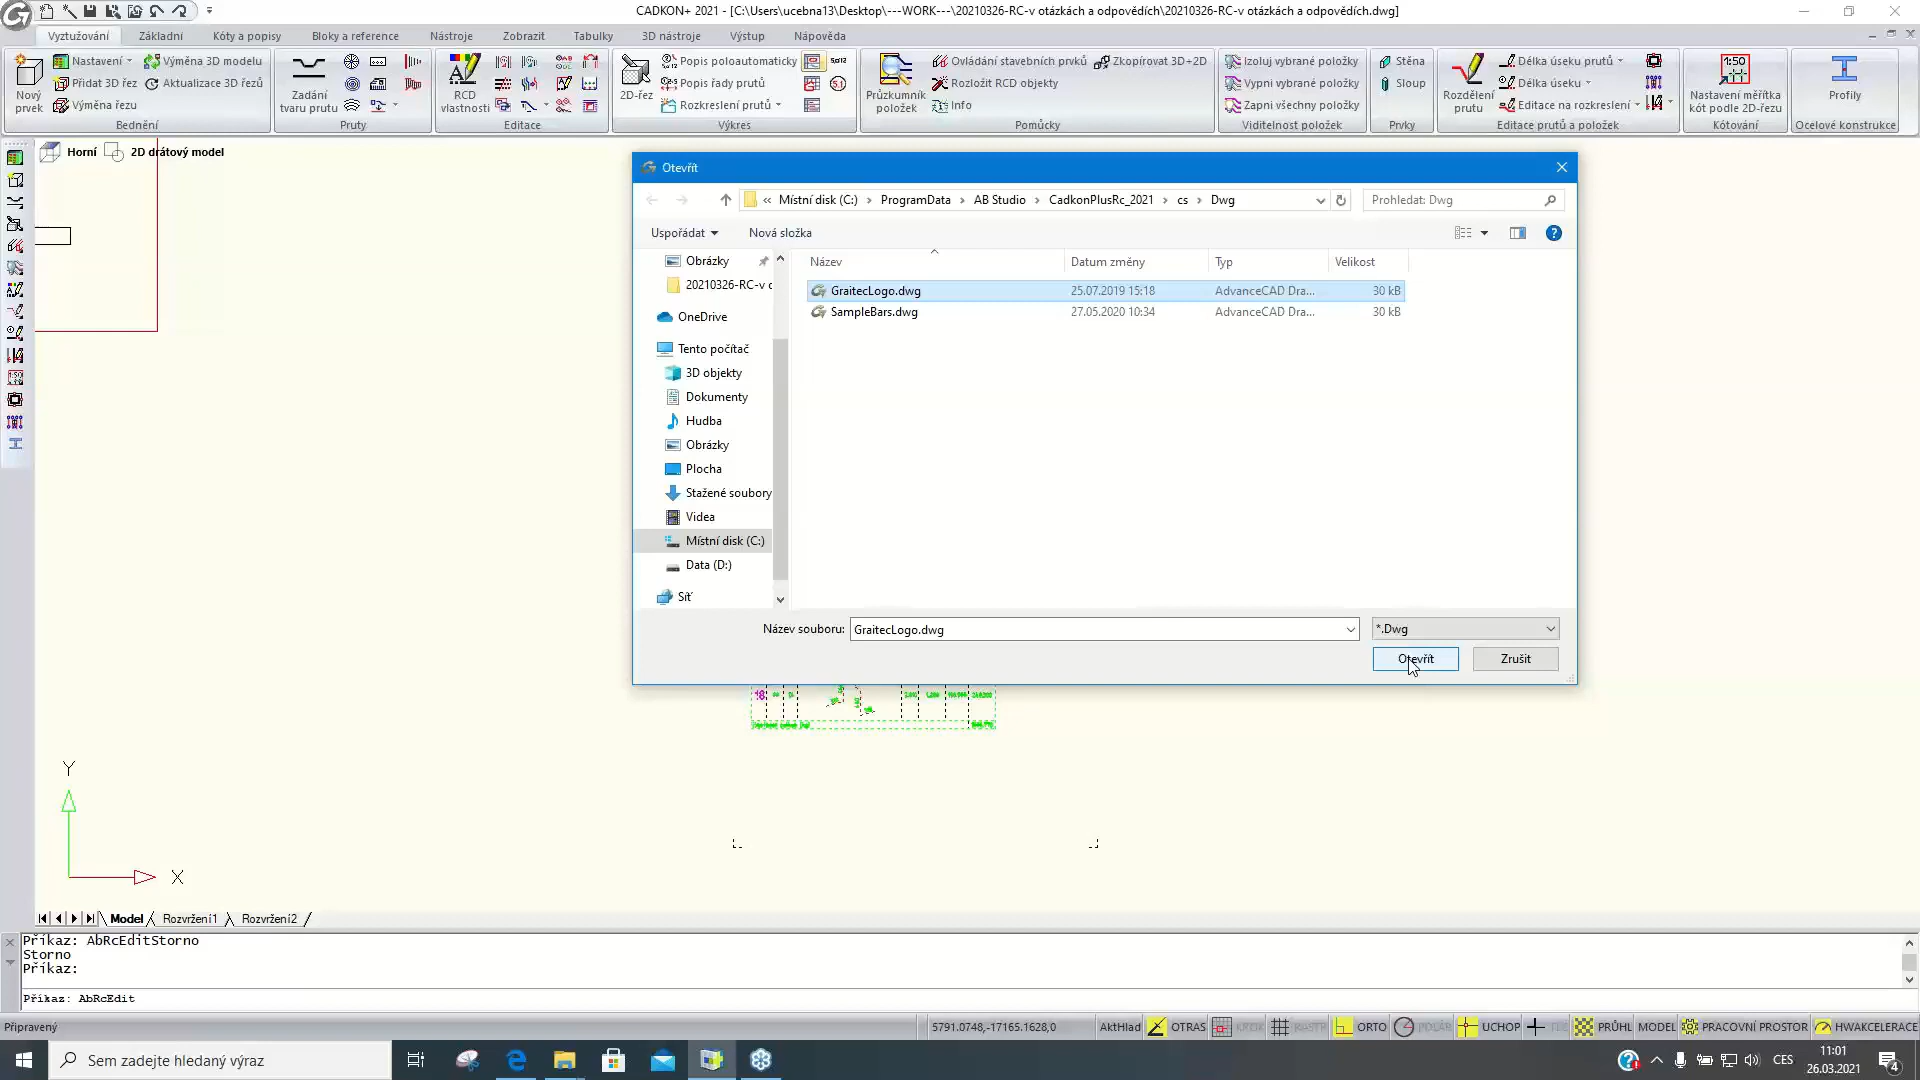 CADKON+ 2021 - [C:\Users\ucebna13\Desktop\---WORK---\20210326-RC-v otázkách a odpovědích\20210326-RC-v otázkách a odpovědích.dwg]
Vyztužování Základní Kóty a popisy Bloky a reference Nástroje Zobrazit Tabulky 3D nástroje Výstup Nápověda
Nový prvek
Nastavení
Výměna 3D modelu
Přidat 3D řez
Aktualizace 3D řezů
Výměna řezu
Bednění
Zadání tvaru prutu
Pruty
RCD vlastnosti
Editace
2D-řez
Popis poloautomaticky
Popis řady prutů
Rozkreslení prutů
Výkres
Průzkumník položek
Ovládání stavebních prvků
Zkopírovat 3D+2D
Rozložit RCD objekty
Info
Pomůcky
Izoluj vybrané položky
Vypni vybrané položky
Zapni všechny položky
Viditelnost položek
Stěna
Sloup
Prvky
Rozdělení prutu
Délka úseku prutů
Délka úseku
Editace na rozkreslení
Editace prutů a položek
1:50
Nastavení měřítka kót podle 2D-řezu
Kótování
Profily
Ocelové konstrukce
Horní 2D drátový model
Otevřít
« Místní disk (C:) › ProgramData › AB Studio › CadkonPlusRc_2021 › cs › Dwg
Prohledat: Dwg
Uspořádat Nová složka
Obrázky
20210326-RC-v c
OneDrive
Tento počítač
3D objekty
Dokumenty
Hudba
Obrázky
Plocha
Stažené soubory
Videa
Místní disk (C:)
Data (D:)
Síť
Název Datum změny Typ Velikost
GraitecLogo.dwg 25.07.2019 15:18 AdvanceCAD Dra... 30 kB
SampleBars.dwg 27.05.2020 10:34 AdvanceCAD Dra... 30 kB
Název souboru: GraitecLogo.dwg
*.Dwg
Otevřít Zrušit
18
Y
X
Model Rozvržení1 Rozvržení2
Příkaz: AbRcEditStorno
Storno
Příkaz:
Příkaz: AbRcEdit
Připravený
5791.0748,-17165.1628,0 AktHlad OTRAS KROK RASTR ORTO POLÁR UCHOP PRŮHL MODEL PRACOVNÍ PROSTOR HWAKCELERACE
Sem zadejte hledaný výraz
CES
11:01
26.03.2021
4